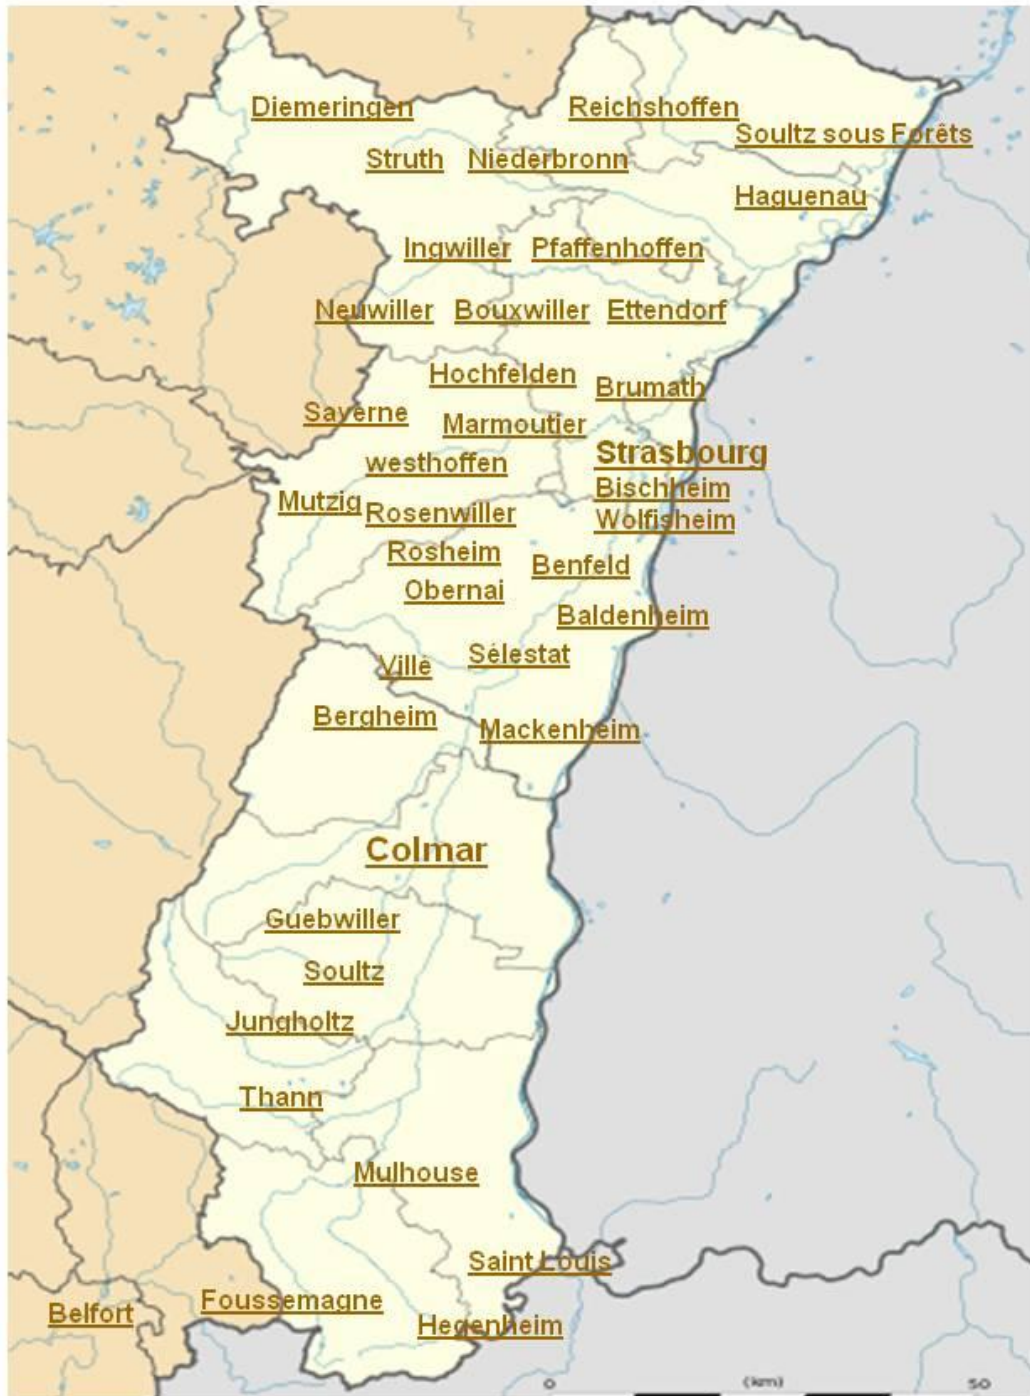 Diemeringen
Reichshoffen
Soultz sous Forêts
Struth
Niederbronn
Haguenau
Ingwiller
Pfaffenhoffen
Neuwiller
Bouxwiller
Ettendorf
Hochfelden
Brumath
Saverne
Marmoutier
Strasbourg
westhoffen
Bischheim
Mutzig
Rosenwiller
Wolfisheim
Rosheim
Benfeld
Obernai
Baldenheim
Sélestat
Villé
Bergheim
Mackenheim
Colmar
Guebwiller
Soultz
Jungholtz
Thann
Mulhouse
Saint Louis
Foussemagne
Belfort
Hegenheim
0 (km) 50